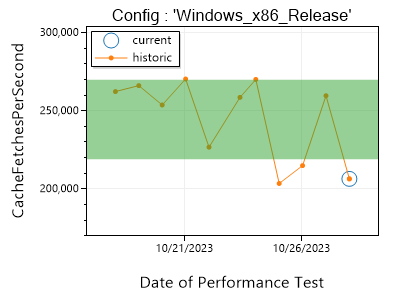 Config : 'Windows_x86_Release'
current
historic
300,000
250,000
200,000
CacheFetchesPerSecond
10/21/2023
10/26/2023
Date of Performance Test